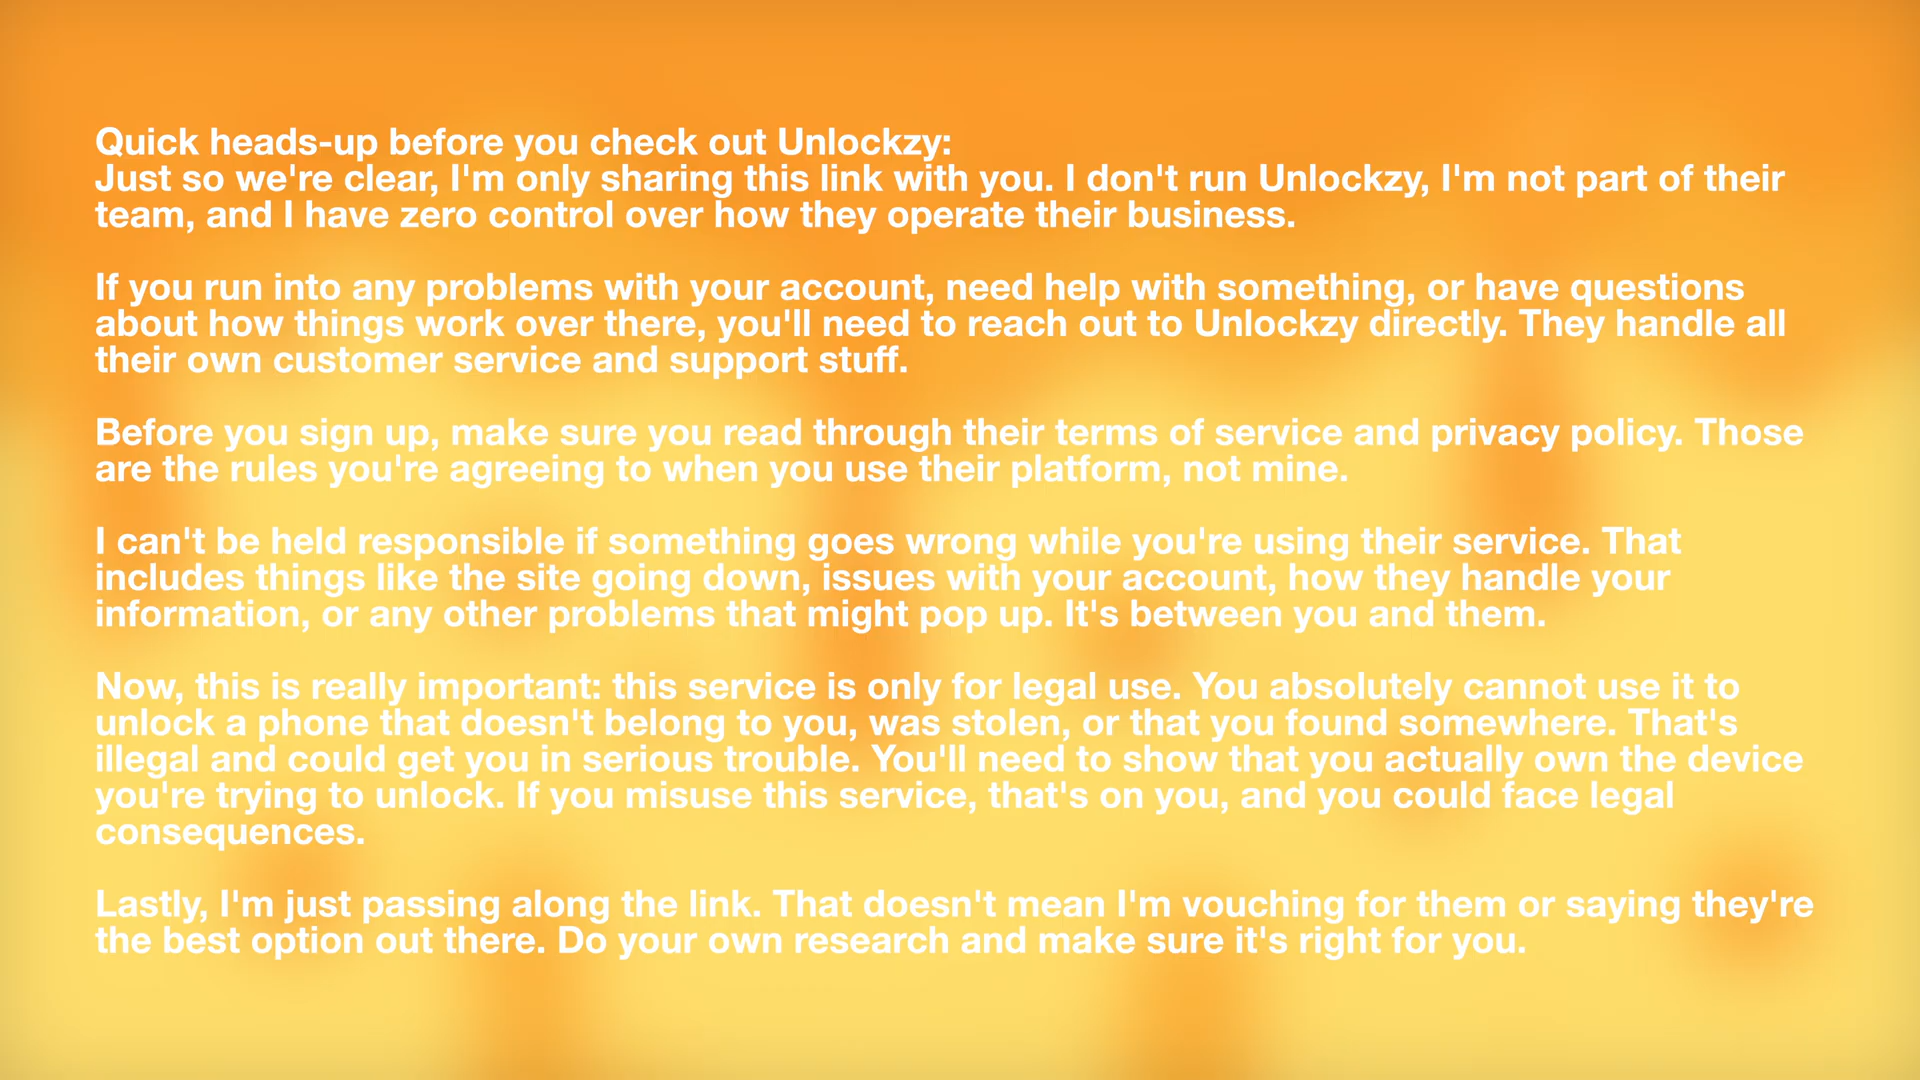 Quick heads-up before you check out Unlockzy:
Just so we're clear, I'm only sharing this link with you. I don't run Unlockzy, I'm not part of their
team, and I have zero control over how they operate their business.
If you run into any problems with your account, need help with something, or have questions
about how things work over there, you'll need to reach out to Unlockzy directly. They handle all
their own customer service and support stuff.
Before you sign up, make sure you read through their terms of service and privacy policy. Those
are the rules you're agreeing to when you use their platform, not mine.
I can't be held responsible if something goes wrong while you're using their service. That
includes things like the site going down, issues with your account, how they handle your
information, or any other problems that might pop up. It's between you and them.
Now, this is really important: this service is only for legal use. You absolutely cannot use it to
unlock a phone that doesn't belong to you, was stolen, or that you found somewhere. That's
illegal and could get you in serious trouble. You'll need to show that you actually own the device
you're trying to unlock. If you misuse this service, that's on you, and you could face legal
consequences.
Lastly, I'm just passing along the link. That doesn't mean I'm vouching for them or saying they're
the best option out there. Do your own research and make sure it's right for you.